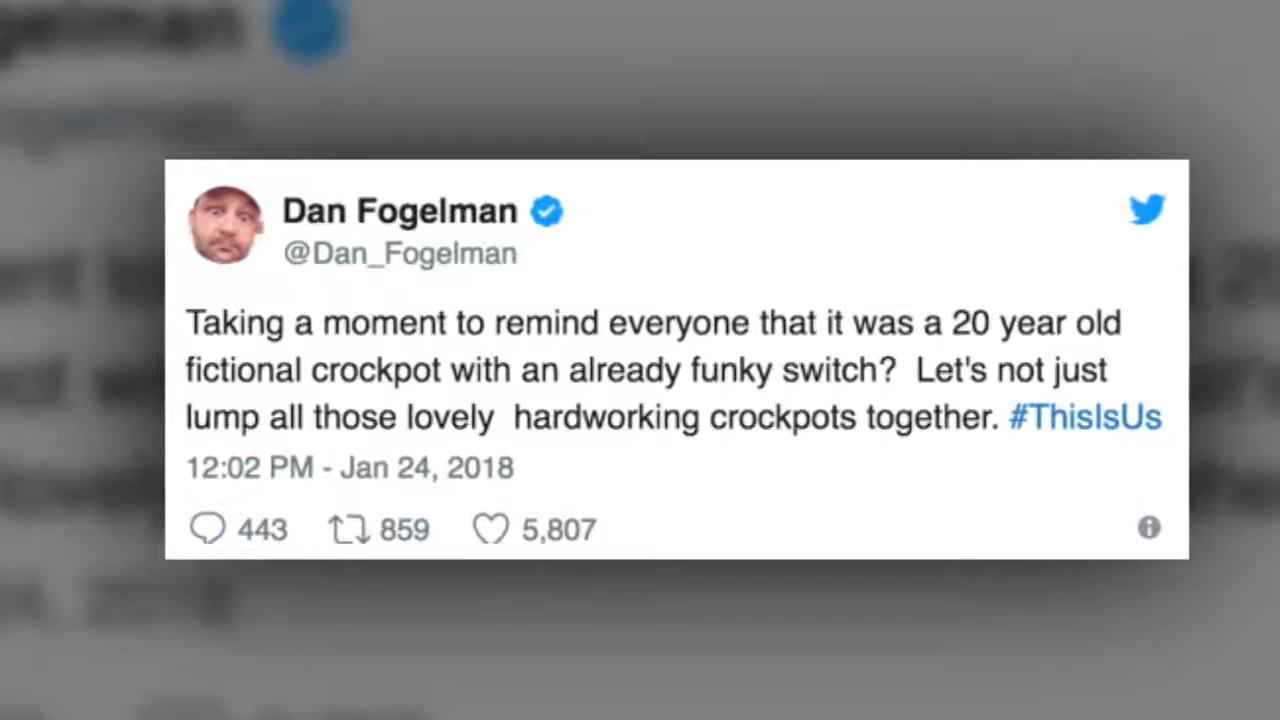 Dan Fogelman
@Dan_Fogelman
Taking a moment to remind everyone that it was a 20 year old
fictional crockpot with an already funky switch?  Let's not just
lump all those lovely  hardworking crockpots together. #ThisIsUs
12:02 PM - Jan 24, 2018
443 859 5,807